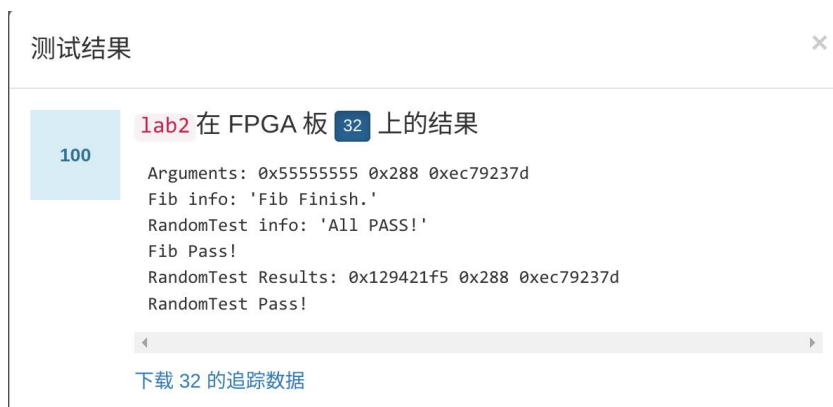 测试结果
×
100
lab2 在 FPGA 板 32 上的结果
Arguments: 0x55555555 0x288 0xec79237d
Fib info: 'Fib Finish.'
RandomTest info: 'All PASS!'
Fib Pass!
RandomTest Results: 0x129421f5 0x288 0xec79237d
RandomTest Pass!
下载 32 的追踪数据